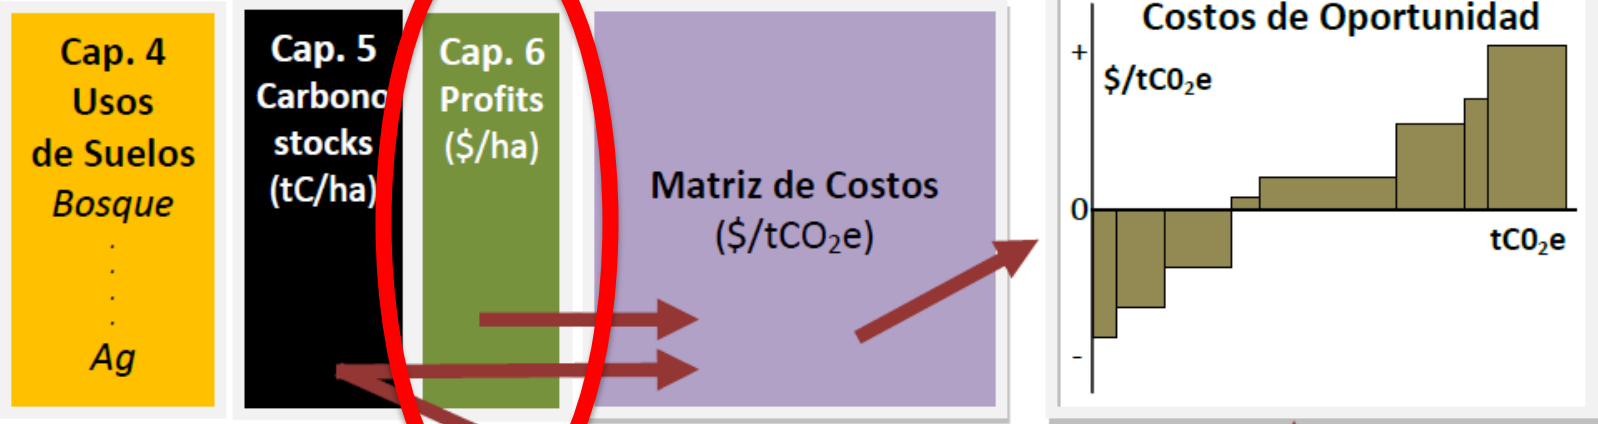 Cap. 4
Usos
de Suelos
Bosque
.
.
.
.
Ag
Cap. 5
Carbono
stocks
(tC/ha)
Cap. 6
Profits
($/ha)
Matriz de Costos
($/tCO₂e)
Costos de Oportunidad
+
$/tC0₂e
0
tC0₂e
-